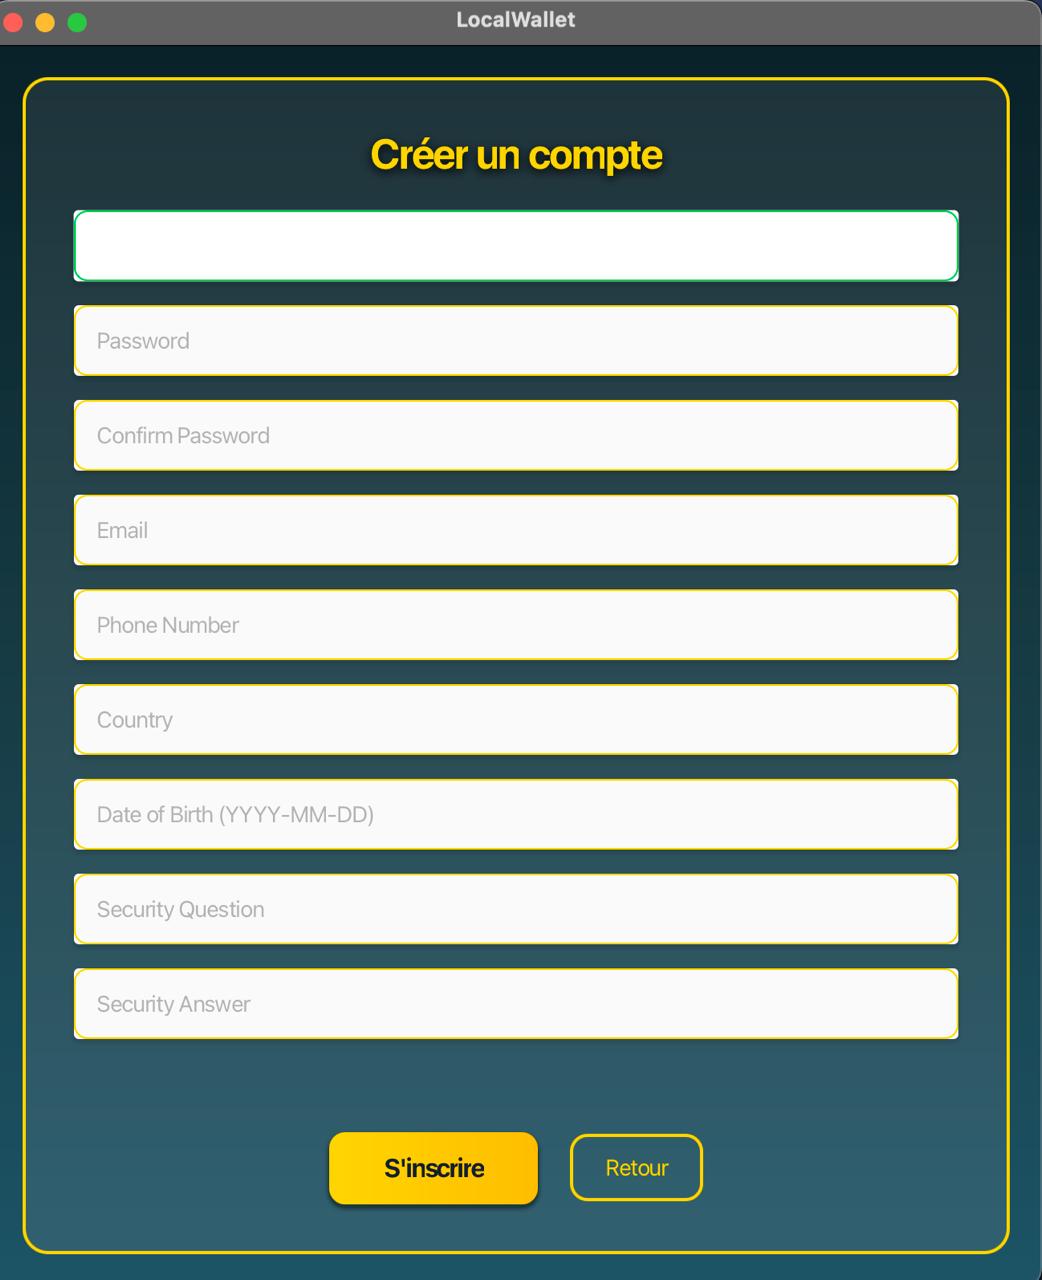 LocalWallet
Créer un compte
Password
Confirm Password
Email
Phone Number
Country
Date of Birth (YYYY-MM-DD)
Security Question
Security Answer
S'inscrire
Retour